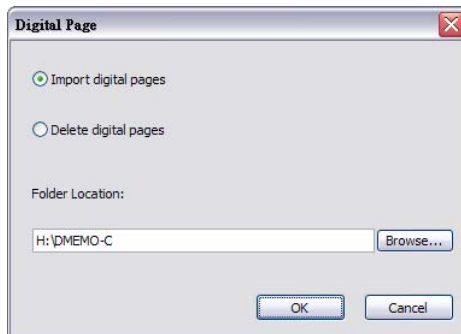 Digital Page
Import digital pages
Delete digital pages
Folder Location:
H:\DMEMO-C
Browse...
OK
Cancel